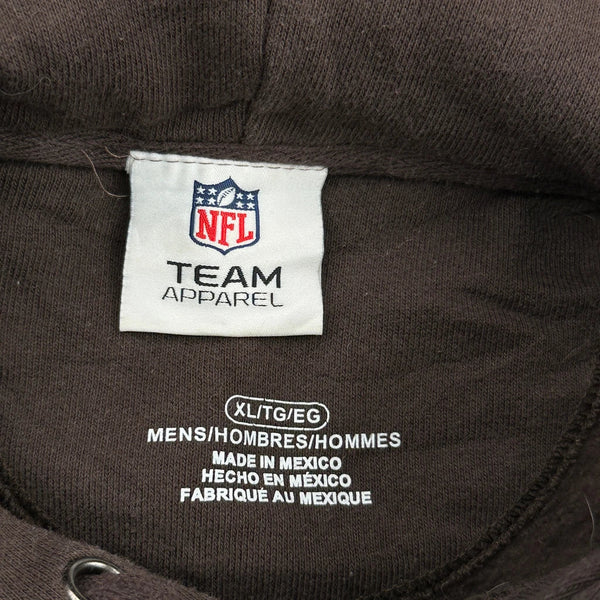 NFL
TEAM
APPAREL
XL/TG/EG
MENS/HOMBRES/HOMMES
MADE IN MEXICO
HECHO EN MÉXICO
FABRIQUÉ AU MEXIQUE